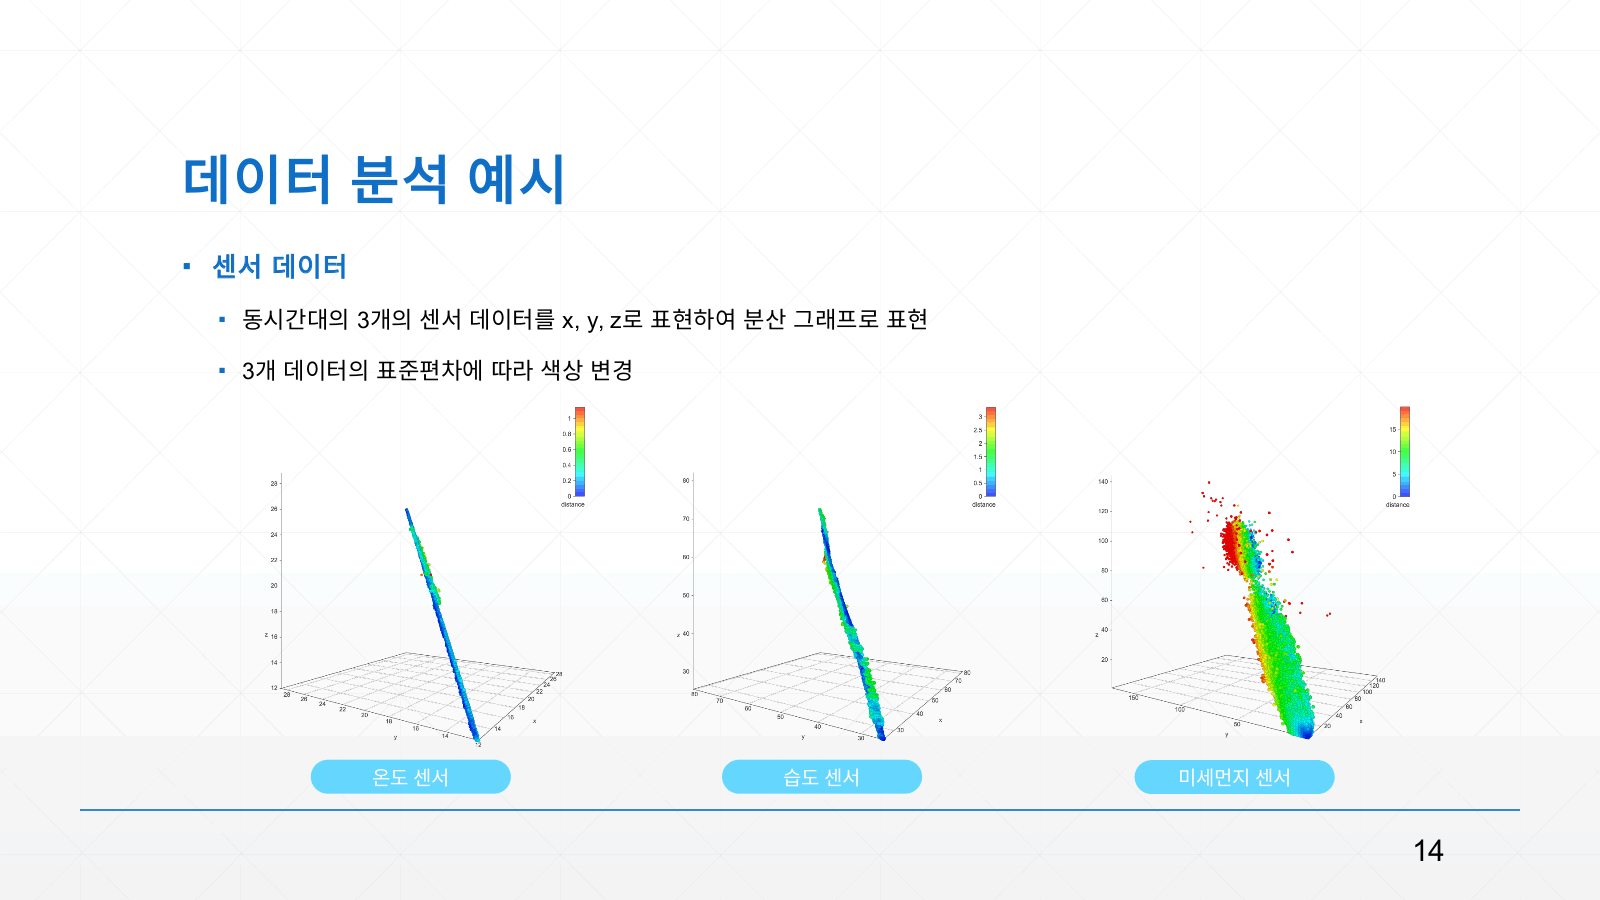 데이터 분석 예시
▪ 센서 데이터
▪ 동시간대의 3개의 센서 데이터를 x, y, z로 표현하여 분산 그래프로 표현
▪ 3개 데이터의 표준편차에 따라 색상 변경
1
0.8
0.6
0.4
0.2
0
distance
28
26
24
22
20
18
z 16
14
12
28 26 24 22 20 18 16 14 12
y
14 16 18 20 22 24 26 28
x
온도 센서
3
2.5
2
1.5
1
0.5
0
distance
80
70
60
50
z 40
30
80 70 60 50 40 30
y
30 40 50 60 70 80
x
습도 센서
15
10
5
0
distance
140
120
100
80
60
z 40
20
150 100 50
y
20 40 60 80 100 120 140
x
미세먼지 센서
14